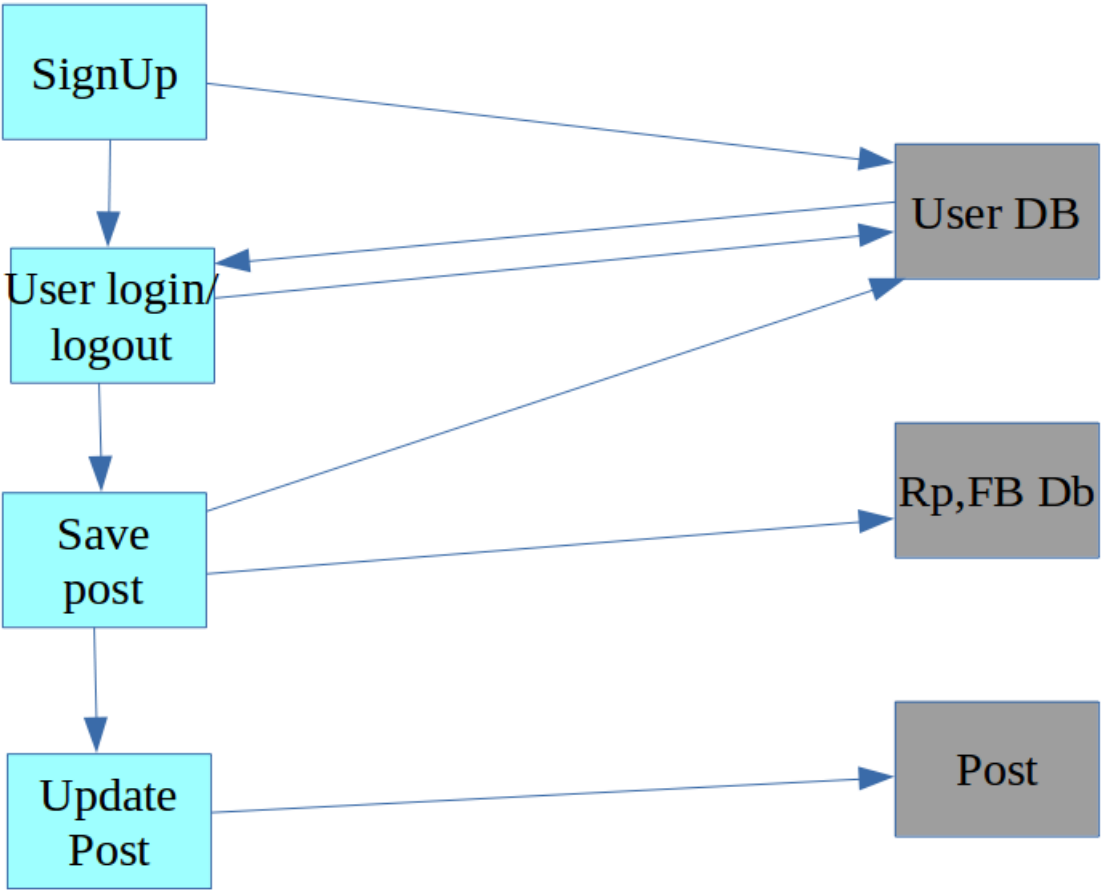 SignUp
User DB
User login/
logout
Rp,FB Db
Save
post
Post
Update
Post